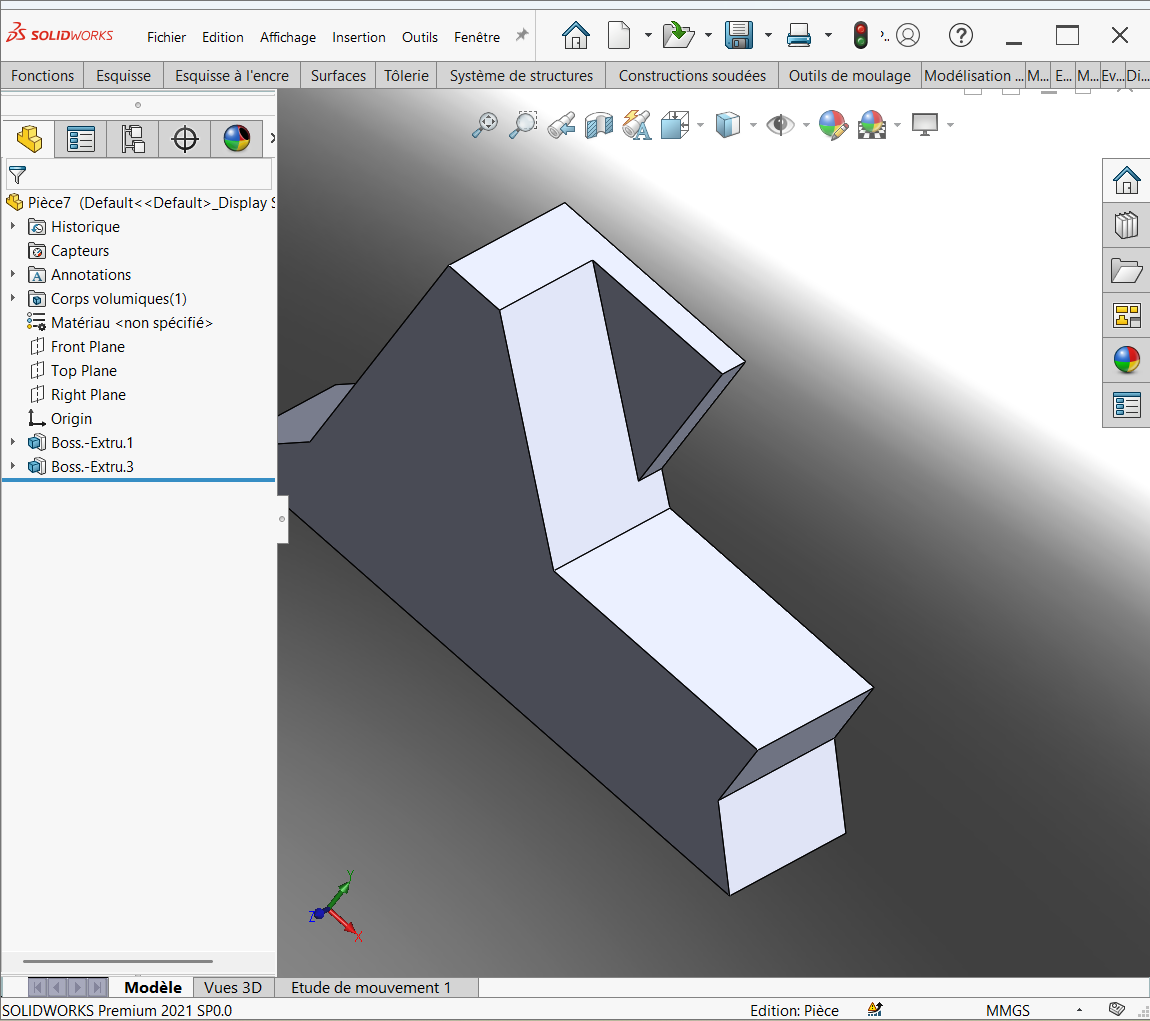 SOLIDWORKS Fichier Edition Affichage Insertion Outils Fenêtre
Fonctions Esquisse Esquisse à l'encre Surfaces Tôlerie Système de structures Constructions soudées Outils de moulage Modélisation ... M... E... M... Ev... Di...
Pièce7 (Default<<Default>_Display S
Historique
Capteurs
Annotations
Corps volumiques(1)
Matériau <non spécifié>
Front Plane
Top Plane
Right Plane
Origin
Boss.-Extru.1
Boss.-Extru.3
Y
Z
X
Modèle Vues 3D Etude de mouvement 1
SOLIDWORKS Premium 2021 SP0.0 Edition: Pièce MMGS